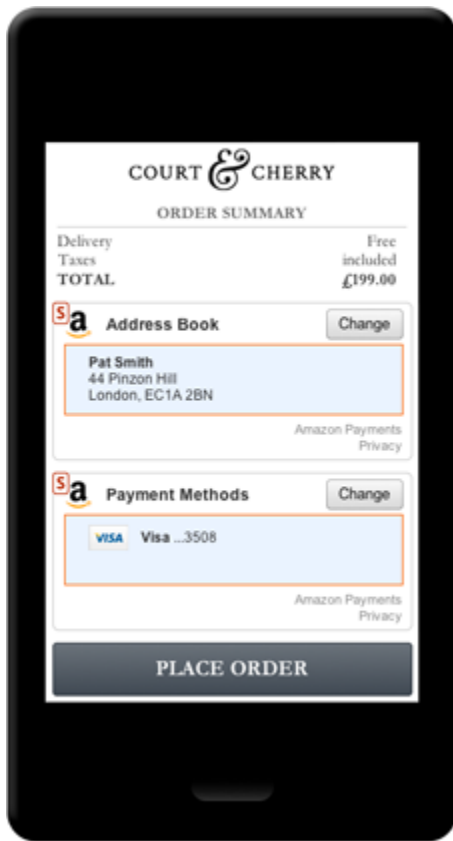 COURT & CHERRY
ORDER SUMMARY
Delivery Free
Taxes included
TOTAL £199.00
S a Address Book Change
Pat Smith
44 Pinzon Hill
London, EC1A 2BN
Amazon Payments
Privacy
S a Payment Methods Change
VISA Visa ...3508
Amazon Payments
Privacy
PLACE ORDER